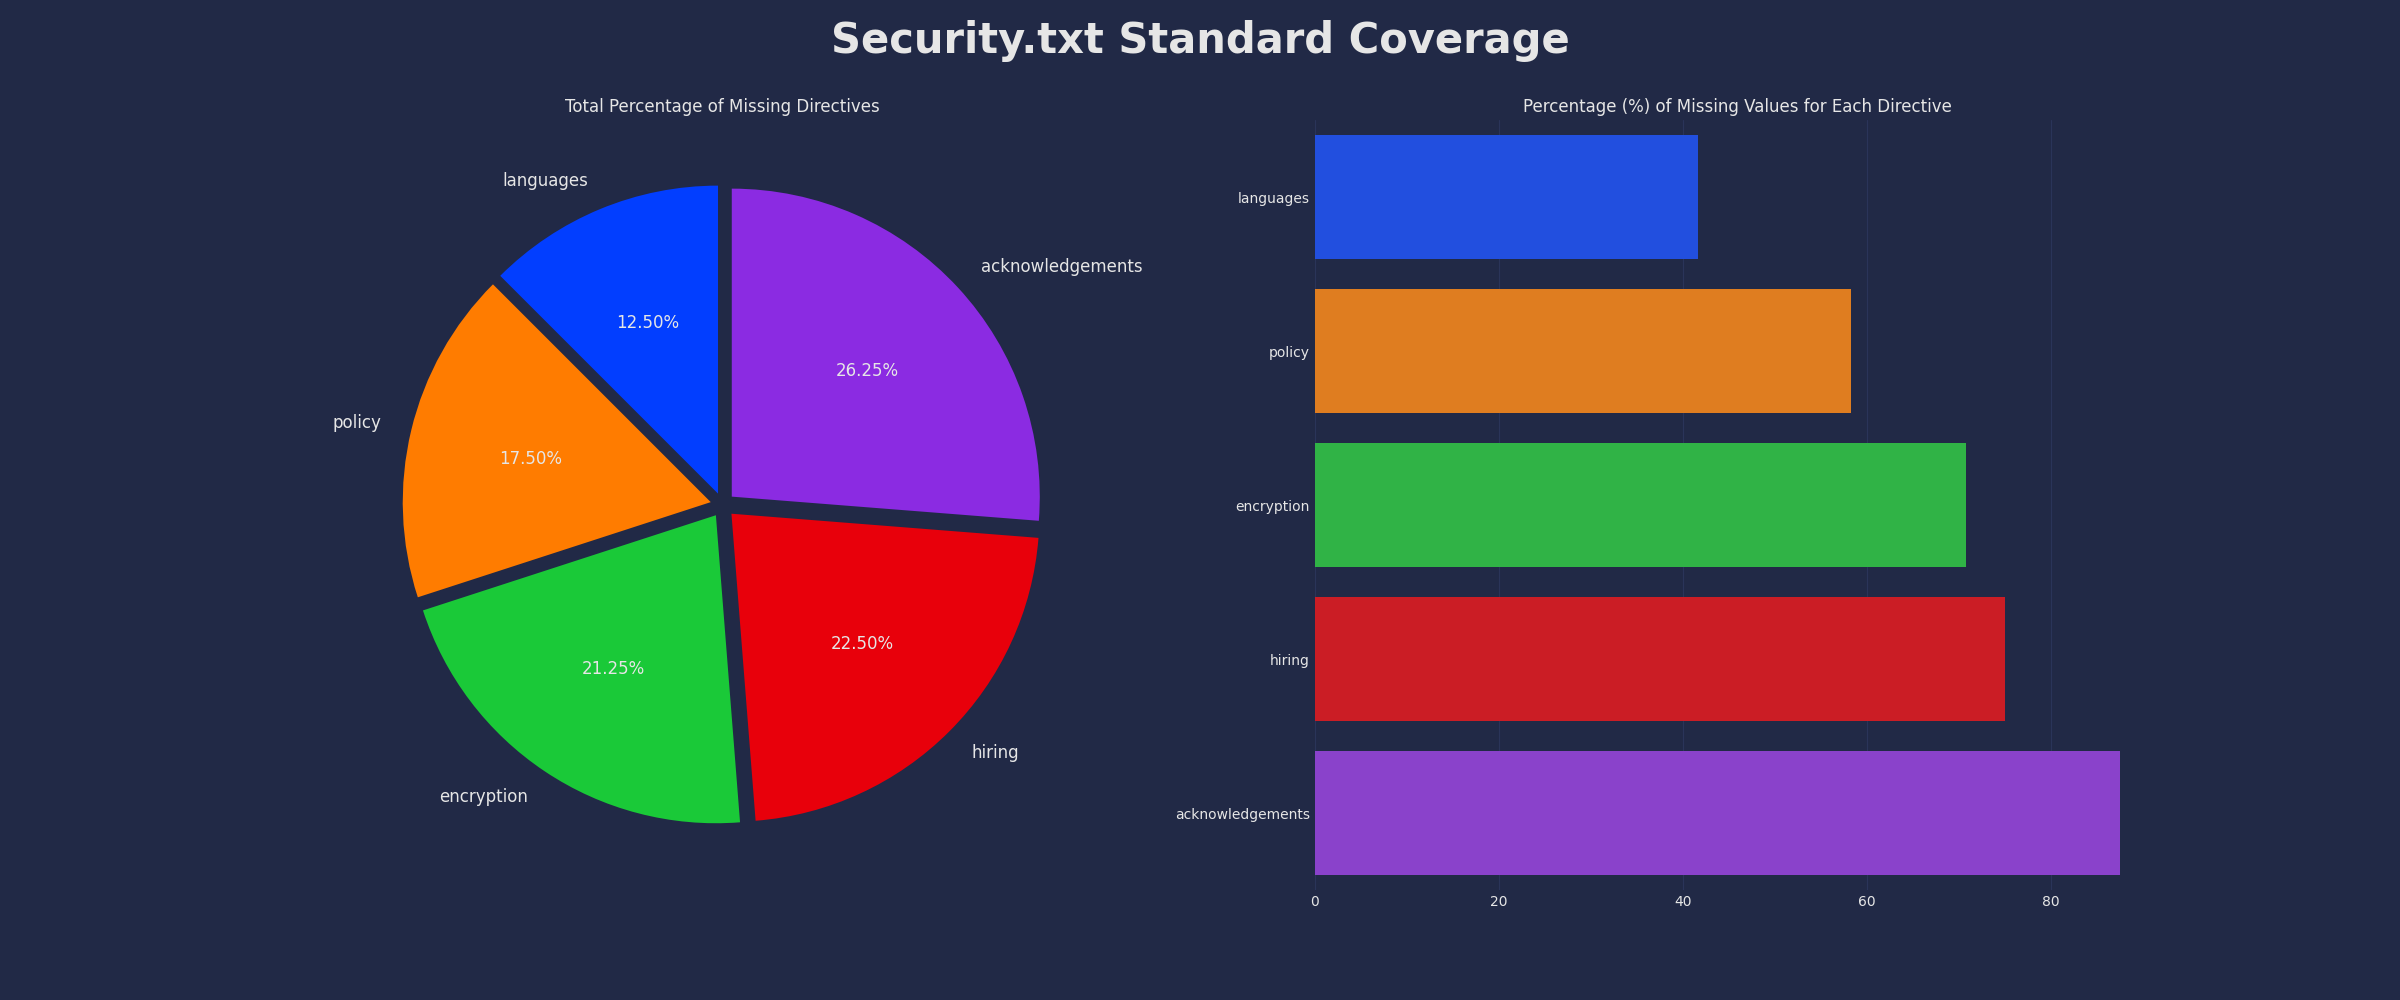 Security.txt Standard Coverage
Total Percentage of Missing Directives
languages
12.50%
policy
17.50%
encryption
21.25%
hiring
22.50%
acknowledgements
26.25%
Percentage (%) of Missing Values for Each Directive
languages
policy
encryption
hiring
acknowledgements
0 20 40 60 80